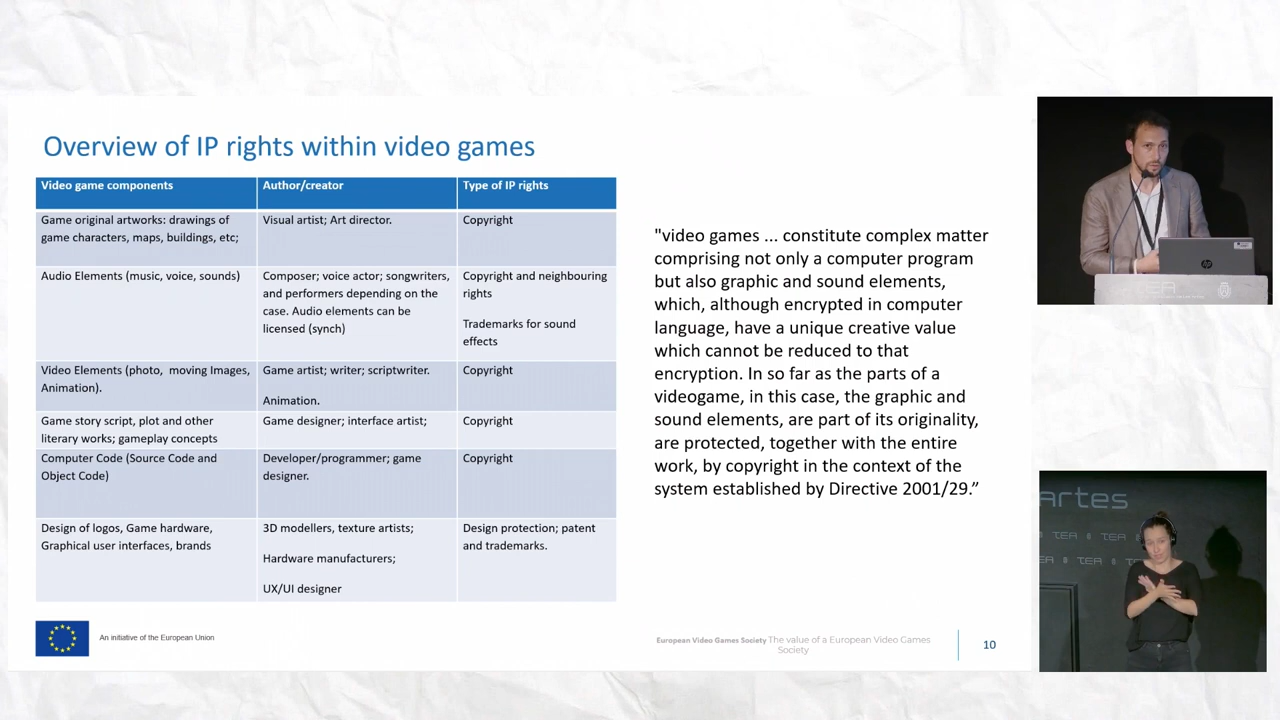 Overview of IP rights within video games
Video game components
Author/creator
Type of IP rights
Game original artworks: drawings of
game characters, maps, buildings, etc;
Visual artist; Art director.
Copyright
Audio Elements (music, voice, sounds)
Composer; voice actor; songwriters,
and performers depending on the
case. Audio elements can be
licensed (synch)
Copyright and neighbouring
rights
Trademarks for sound
effects
Video Elements (photo, moving Images,
Animation).
Game artist; writer; scriptwriter.
Animation.
Copyright
Game story script, plot and other
literary works; gameplay concepts
Game designer; interface artist;
Copyright
Computer Code (Source Code and
Object Code)
Developer/programmer; game
designer.
Copyright
Design of logos, Game hardware,
Graphical user interfaces, brands
3D modellers, texture artists;
Hardware manufacturers;
UX/UI designer
Design protection; patent
and trademarks.
"video games ... constitute complex matter
comprising not only a computer program
but also graphic and sound elements,
which, although encrypted in computer
language, have a unique creative value
which cannot be reduced to that
encryption. In so far as the parts of a
videogame, in this case, the graphic and
sound elements, are part of its originality,
are protected, together with the entire
work, by copyright in the context of the
system established by Directive 2001/29.”
An initiative of the European Union
European Video Games Society The value of a European Video Games
Society
10
hp
TEA
artes
TEA TEA
TEA TEA TEA